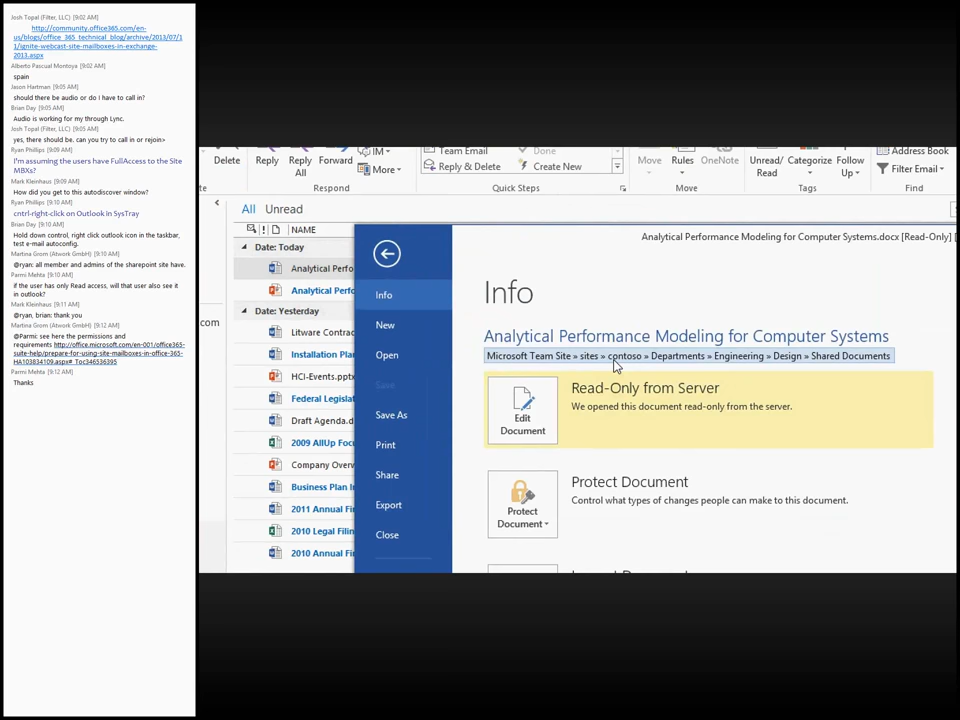 Josh Topal (Filter, LLC) [9:02 AM]
http://community.office365.com/en-
us/blogs/office_365_technical_blog/archive/2013/07/1
1/ignite-webcast-site-mailboxes-in-exchange-
2013.aspx
Alberto Pascual Montoya [9:02 AM]
spain
Jason Hartman [9:05 AM]
should there be audio or do I have to call in?
Brian Day [9:05 AM]
Audio is working for my through Lync.
Josh Topal (Filter, LLC) [9:05 AM]
yes, there should be. can you try to call in or rejoin>
Ryan Phillips [9:09 AM]
I'm assuming the users have FullAccess to the Site
MBXs?
Mark Kleinhaus [9:09 AM]
How did you get to this autodiscover window?
Ryan Phillips [9:10 AM]
cntrl-right-click on Outlook in SysTray
Brian Day [9:10 AM]
Hold down control, right click outlook icon in the taskbar,
test e-mail autoconfig.
Martina Grom (Atwork GmbH) [9:10 AM]
@ryan: all member and admins of the sharepoint site have.
Parmi Mehta [9:10 AM]
if the user has only Read access, will that user also see it
in outlook?
Mark Kleinhaus [9:11 AM]
@ryan, brian: thank you
Martina Grom (Atwork GmbH) [9:12 AM]
@Parmi: see here the permissions and
requirements http://office.microsoft.com/en-001/office365-
suite-help/prepare-for-using-site-mailboxes-in-office-365-
HA103834109.aspx#_Toc346536395
Parmi Mehta [9:12 AM]
Thanks
Delete
Reply
Reply
All
Forward
IM
More
Respond
Team Email
Reply & Delete
Done
Create New
Quick Steps
Move
Rules
OneNote
Move
Unread/
Read
Categorize
Follow
Up
Tags
Address Book
Filter Email
Find
All Unread
! NAME
Date: Today
Analytical Perfo
Analytical Perfo
Date: Yesterday
Litware Contrac
Installation Plan
HCI-Events.pptx
Federal Legislat
Draft Agenda.d
2009 AllUp Focu
Company Overv
Business Plan In
2011 Annual Fin
2010 Legal Filin
2010 Annual Fin
com
Info
New
Open
Save
Save As
Print
Share
Export
Close
Analytical Performance Modeling for Computer Systems.docx [Read-Only] [
Info
Analytical Performance Modeling for Computer Systems
Microsoft Team Site » sites » contoso » Departments » Engineering » Design » Shared Documents
Edit
Document
Read-Only from Server
We opened this document read-only from the server.
Protect
Document
Protect Document
Control what types of changes people can make to this document.